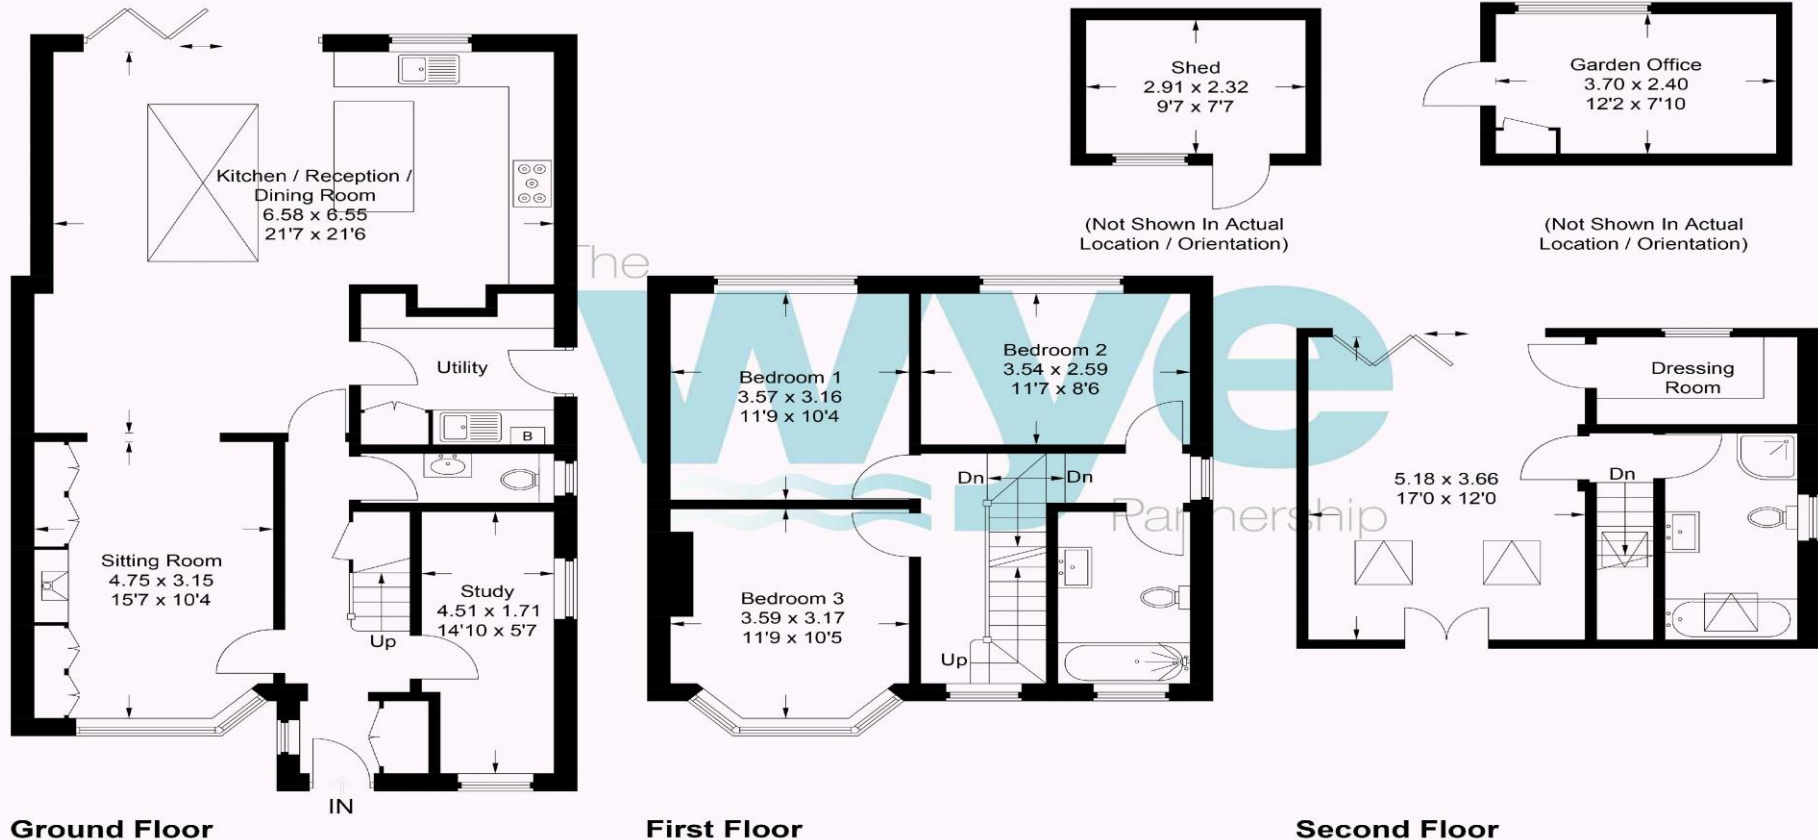 Kitchen / Reception /
Dining Room
6.58 x 6.55
21'7 x 21'6
Utility
B
Sitting Room
4.75 x 3.15
15'7 x 10'4
Study
4.51 x 1.71
14'10 x 5'7
Up
IN
Ground Floor
Shed
2.91 x 2.32
9'7 x 7'7
(Not Shown In Actual
Location / Orientation)
Garden Office
3.70 x 2.40
12'2 x 7'10
(Not Shown In Actual
Location / Orientation)
The
wye
Partnership
Bedroom 1
3.57 x 3.16
11'9 x 10'4
Bedroom 2
3.54 x 2.59
11'7 x 8'6
Dn
Dn
Bedroom 3
3.59 x 3.17
11'9 x 10'5
Up
First Floor
Dressing
Room
5.18 x 3.66
17'0 x 12'0
Dn
Second Floor